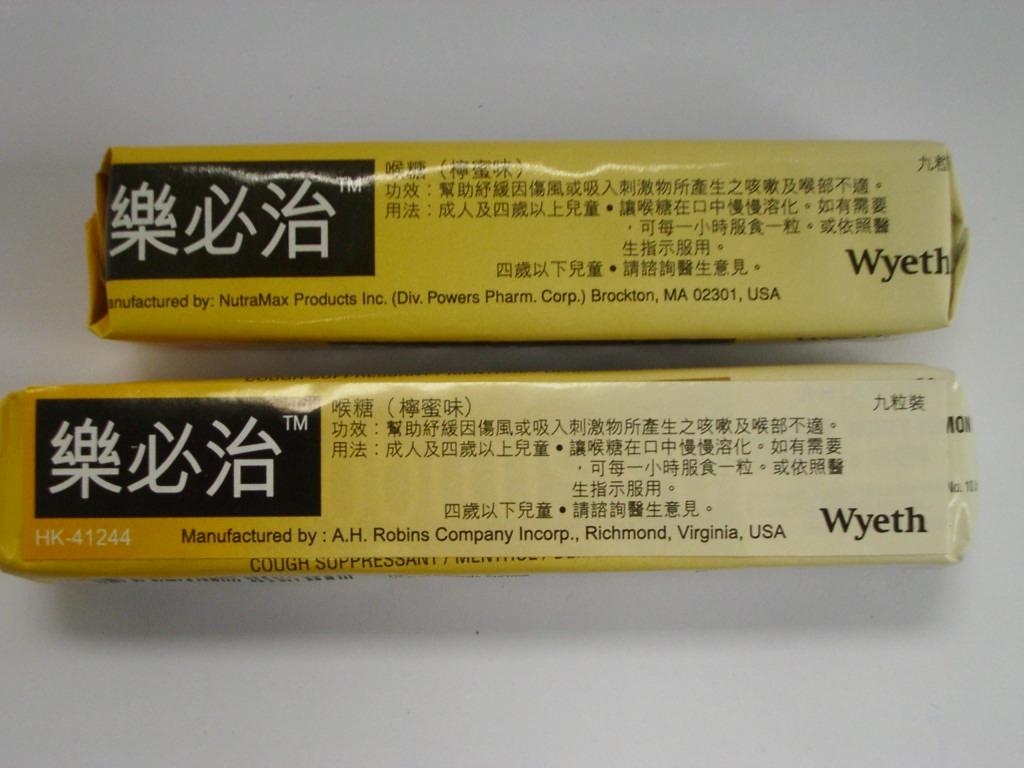 樂必治™
喉糖（檸蜜味）
九粒
功效：幫助紓緩因傷風或吸入刺激物所產生之咳嗽及喉部不適。
用法：成人及四歲以上兒童•讓喉糖在口中慢慢溶化。如有需要
，可每一小時服食一粒。或依照醫
生指示服用。
四歲以下兒童•請諮詢醫生意見。
Wyeth
anufactured by: NutraMax Products Inc. (Div. Powers Pharm. Corp.) Brockton, MA 02301, USA
樂必治™
喉糖（檸蜜味）
九粒裝
功效：幫助紓緩因傷風或吸入刺激物所產生之咳嗽及喉部不適。
用法：成人及四歲以上兒童•讓喉糖在口中慢慢溶化。如有需要
，可每一小時服食一粒。或依照醫
生指示服用。
四歲以下兒童•請諮詢醫生意見。
MON
No. 10
Wyeth
HK-41244
Manufactured by : A.H. Robins Company Incorp., Richmond, Virginia, USA
COUGH SUPPRESSANT / MENTHOL /